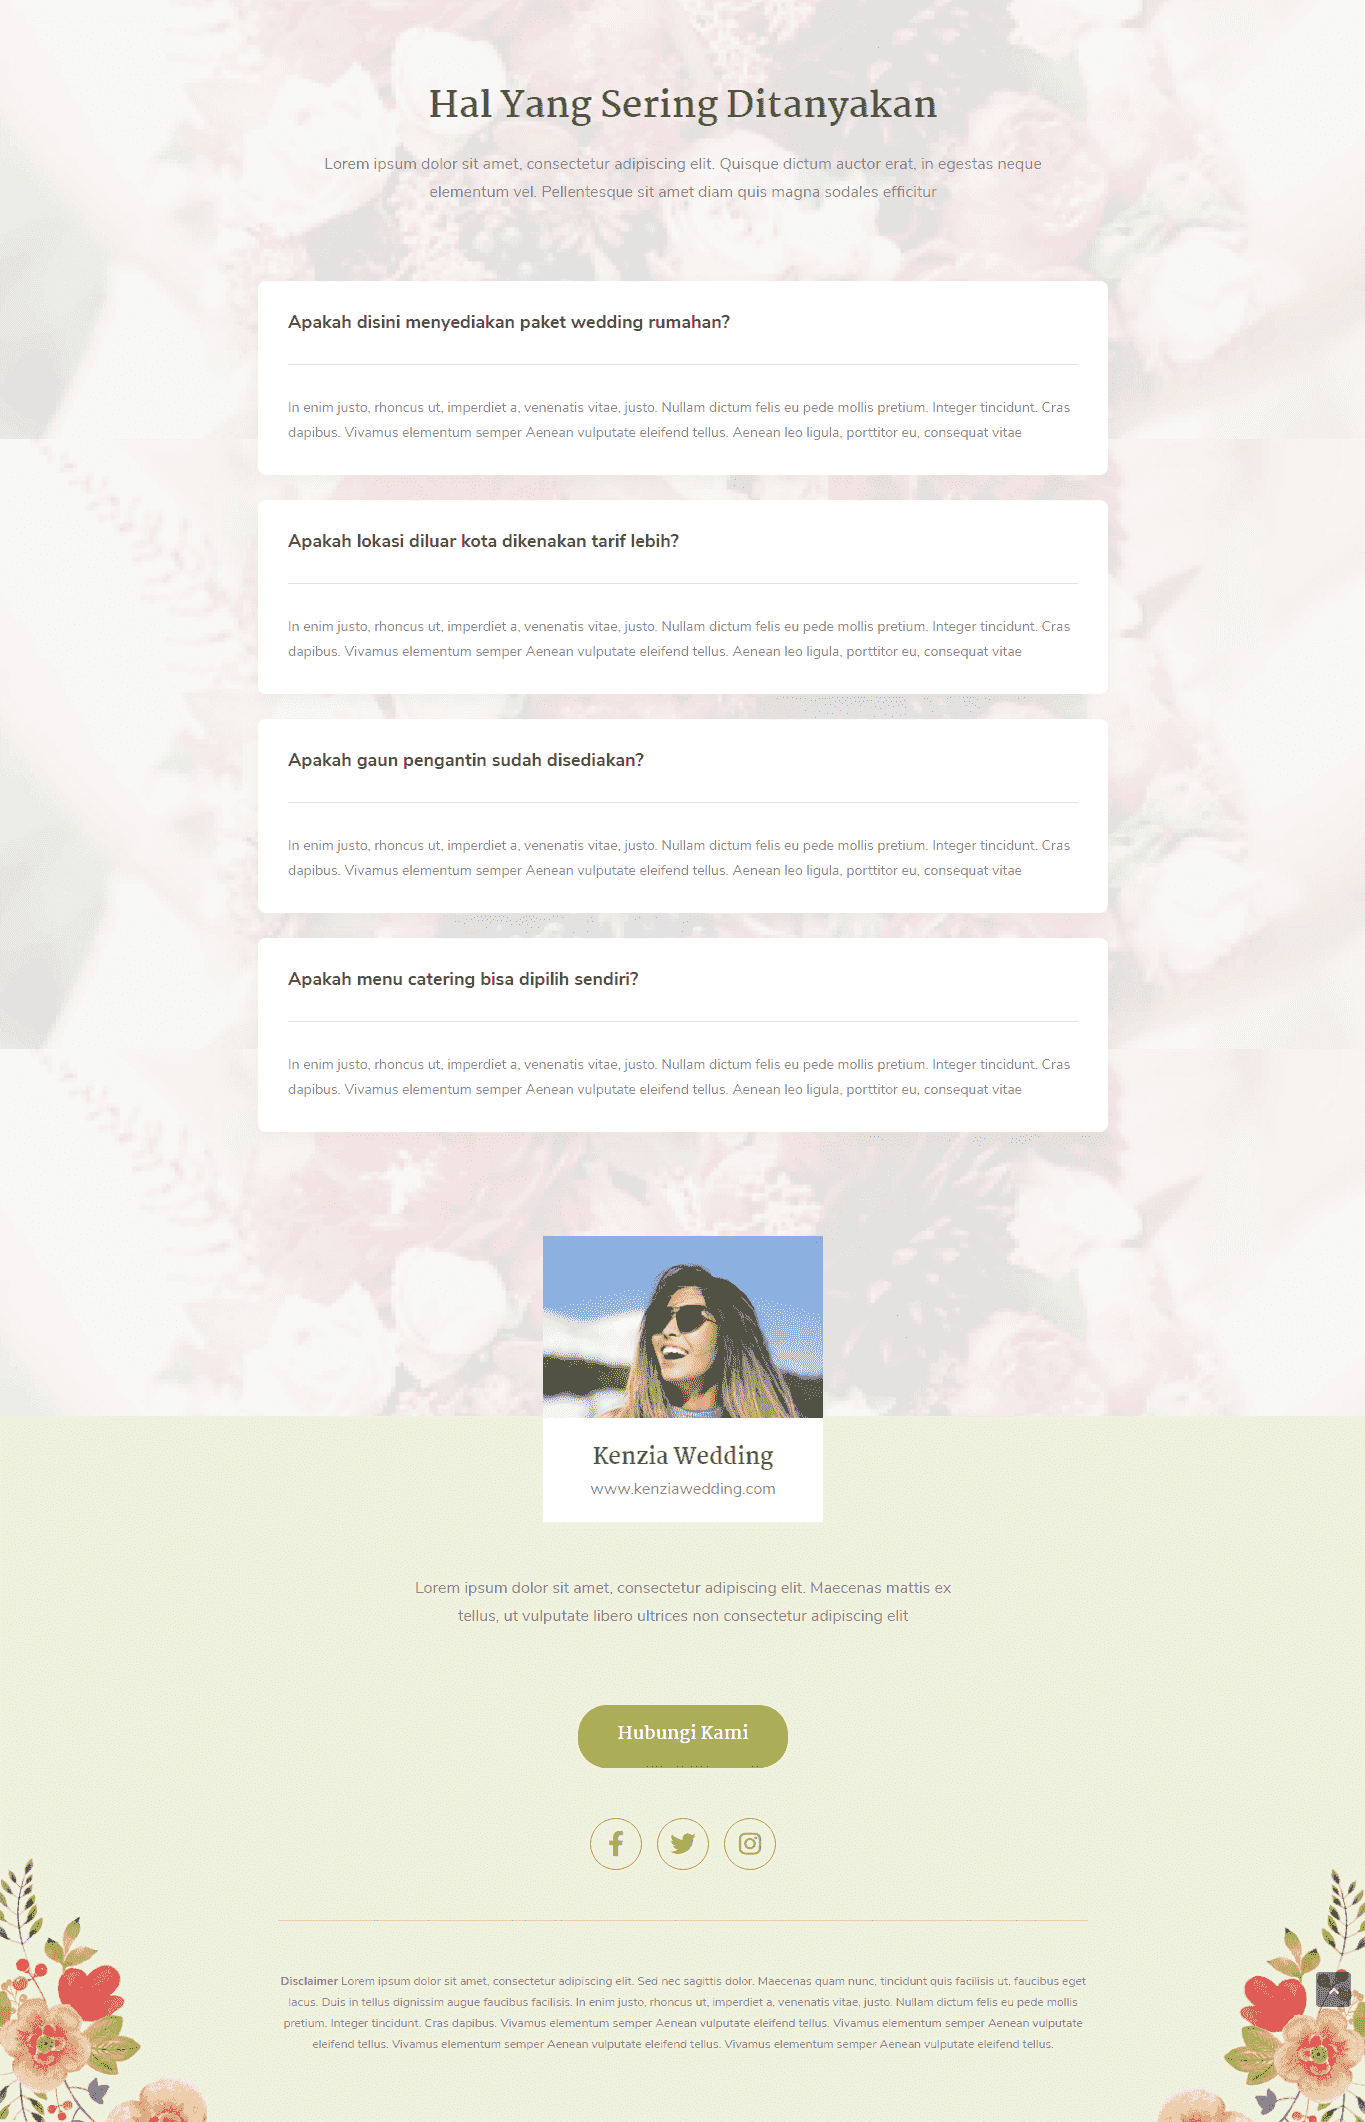 Hal Yang Sering Ditanyakan
Lorem ipsum dolor sit amet, consectetur adipiscing elit. Quisque dictum auctor erat, in egestas neque
elementum vel. Pellentesque sit amet diam quis magna sodales efficitur
Apakah disini menyediakan paket wedding rumahan?
In enim justo, rhoncus ut, imperdiet a, venenatis vitae, justo. Nullam dictum felis eu pede mollis pretium. Integer tincidunt. Cras
dapibus. Vivamus elementum semper Aenean vulputate eleifend tellus. Aenean leo ligula, porttitor eu, consequat vitae
Apakah lokasi diluar kota dikenakan tarif lebih?
In enim justo, rhoncus ut, imperdiet a, venenatis vitae, justo. Nullam dictum felis eu pede mollis pretium. Integer tincidunt. Cras
dapibus. Vivamus elementum semper Aenean vulputate eleifend tellus. Aenean leo ligula, porttitor eu, consequat vitae
Apakah gaun pengantin sudah disediakan?
In enim justo, rhoncus ut, imperdiet a, venenatis vitae, justo. Nullam dictum felis eu pede mollis pretium. Integer tincidunt. Cras
dapibus. Vivamus elementum semper Aenean vulputate eleifend tellus. Aenean leo ligula, porttitor eu, consequat vitae
Apakah menu catering bisa dipilih sendiri?
In enim justo, rhoncus ut, imperdiet a, venenatis vitae, justo. Nullam dictum felis eu pede mollis pretium. Integer tincidunt. Cras
dapibus. Vivamus elementum semper Aenean vulputate eleifend tellus. Aenean leo ligula, porttitor eu, consequat vitae
Kenzia Wedding
www.kenziawedding.com
Lorem ipsum dolor sit amet, consectetur adipiscing elit. Maecenas mattis ex
tellus, ut vulputate libero ultrices non consectetur adipiscing elit
Hubungi Kami
Disclaimer Lorem ipsum dolor sit amet, consectetur adipiscing elit. Sed nec sagittis dolor. Maecenas quam nunc, tincidunt quis facilisis ut, faucibus eget
lacus. Duis in tellus dignissim augue faucibus facilisis. In enim justo, rhoncus ut, imperdiet a, venenatis vitae, justo. Nullam dictum felis eu pede mollis
pretium. Integer tincidunt. Cras dapibus. Vivamus elementum semper Aenean vulputate eleifend tellus. Vivamus elementum semper Aenean vulputate
eleifend tellus. Vivamus elementum semper Aenean vulputate eleifend tellus. Vivamus elementum semper Aenean vulputate eleifend tellus.